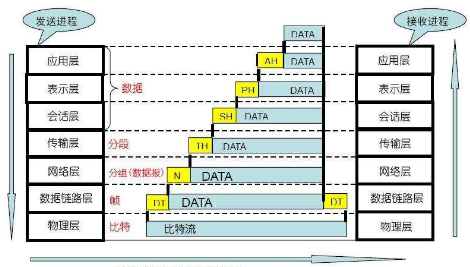 发送进程
接收进程
DATA
应用层
AH
DATA
应用层
表示层
数据
PH
DATA
表示层
会话层
SH
DATA
会话层
传输层
分段
TH
DATA
传输层
网络层
分组(数据报)
N
DATA
网络层
数据链路层
帧
DT
DATA
DT
数据链路层
物理层
比特
比特流
物理层